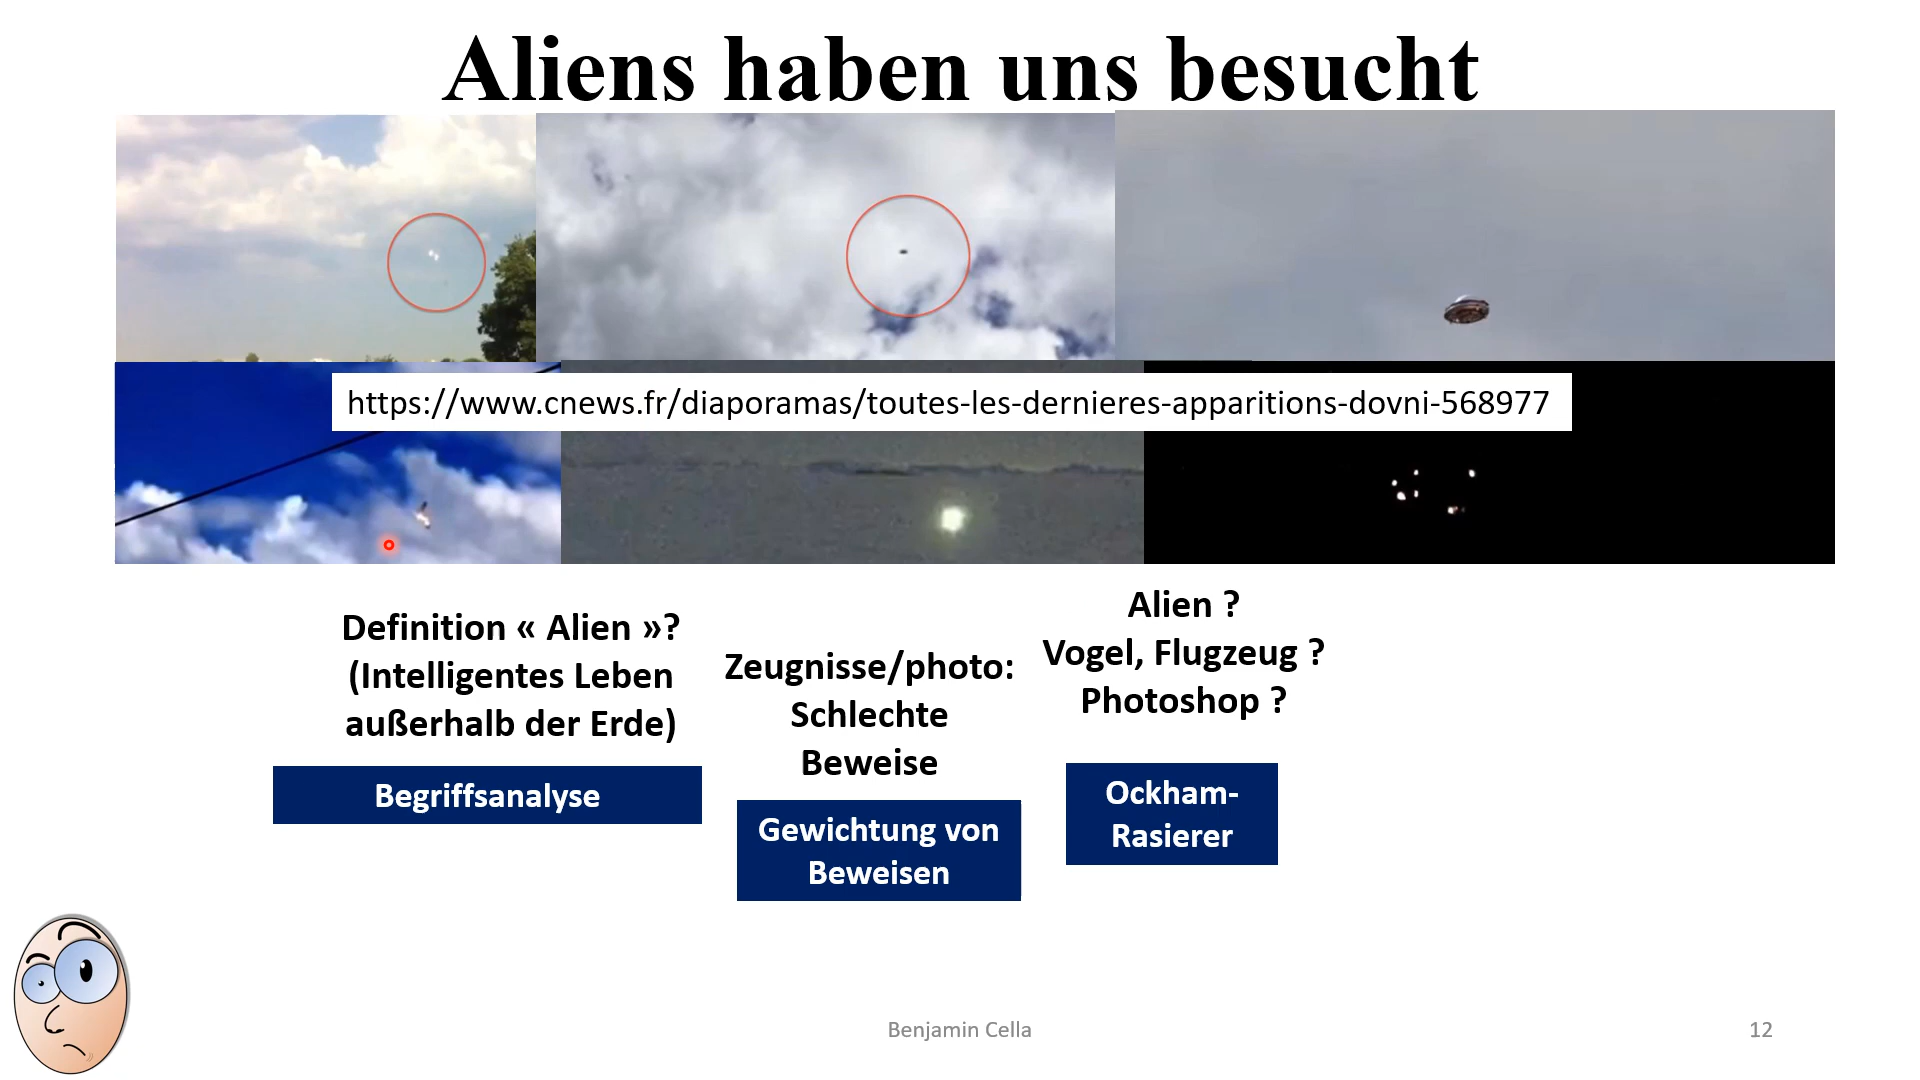 Aliens haben uns besucht
https://www.cnews.fr/diaporamas/toutes-les-dernieres-apparitions-dovni-568977
Definition « Alien »?
(Intelligentes Leben
außerhalb der Erde)
Begriffsanalyse
Zeugnisse/photo:
Schlechte
Beweise
Gewichtung von
Beweisen
Alien ?
Vogel, Flugzeug ?
Photoshop ?
Ockham-
Rasierer
Benjamin Cella
12